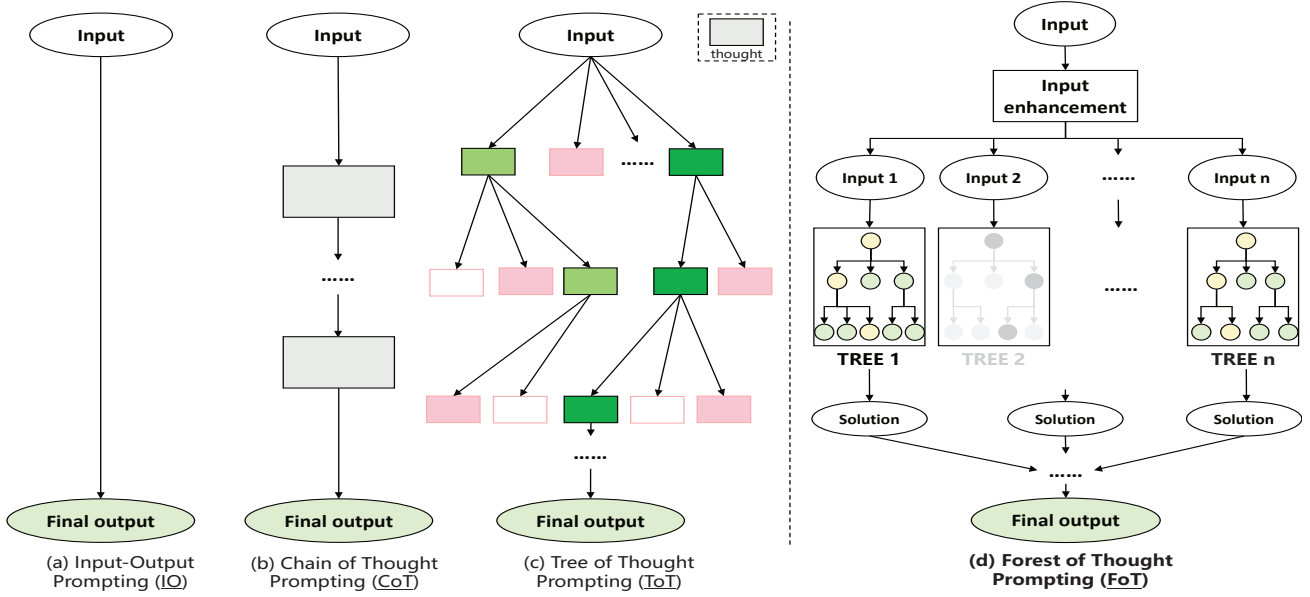 Input
Final output
(a) Input-Output
Prompting (IO)
Input
......
Final output
(b) Chain of Thought
Prompting (CoT)
Input
thought
......
......
Final output
(c) Tree of Thought
Prompting (ToT)
Input
Input
enhancement
Input 1
Input 2
......
Input n
......
TREE 1
TREE 2
TREE n
Solution
Solution
Solution
......
Final output
(d) Forest of Thought
Prompting (FoT)